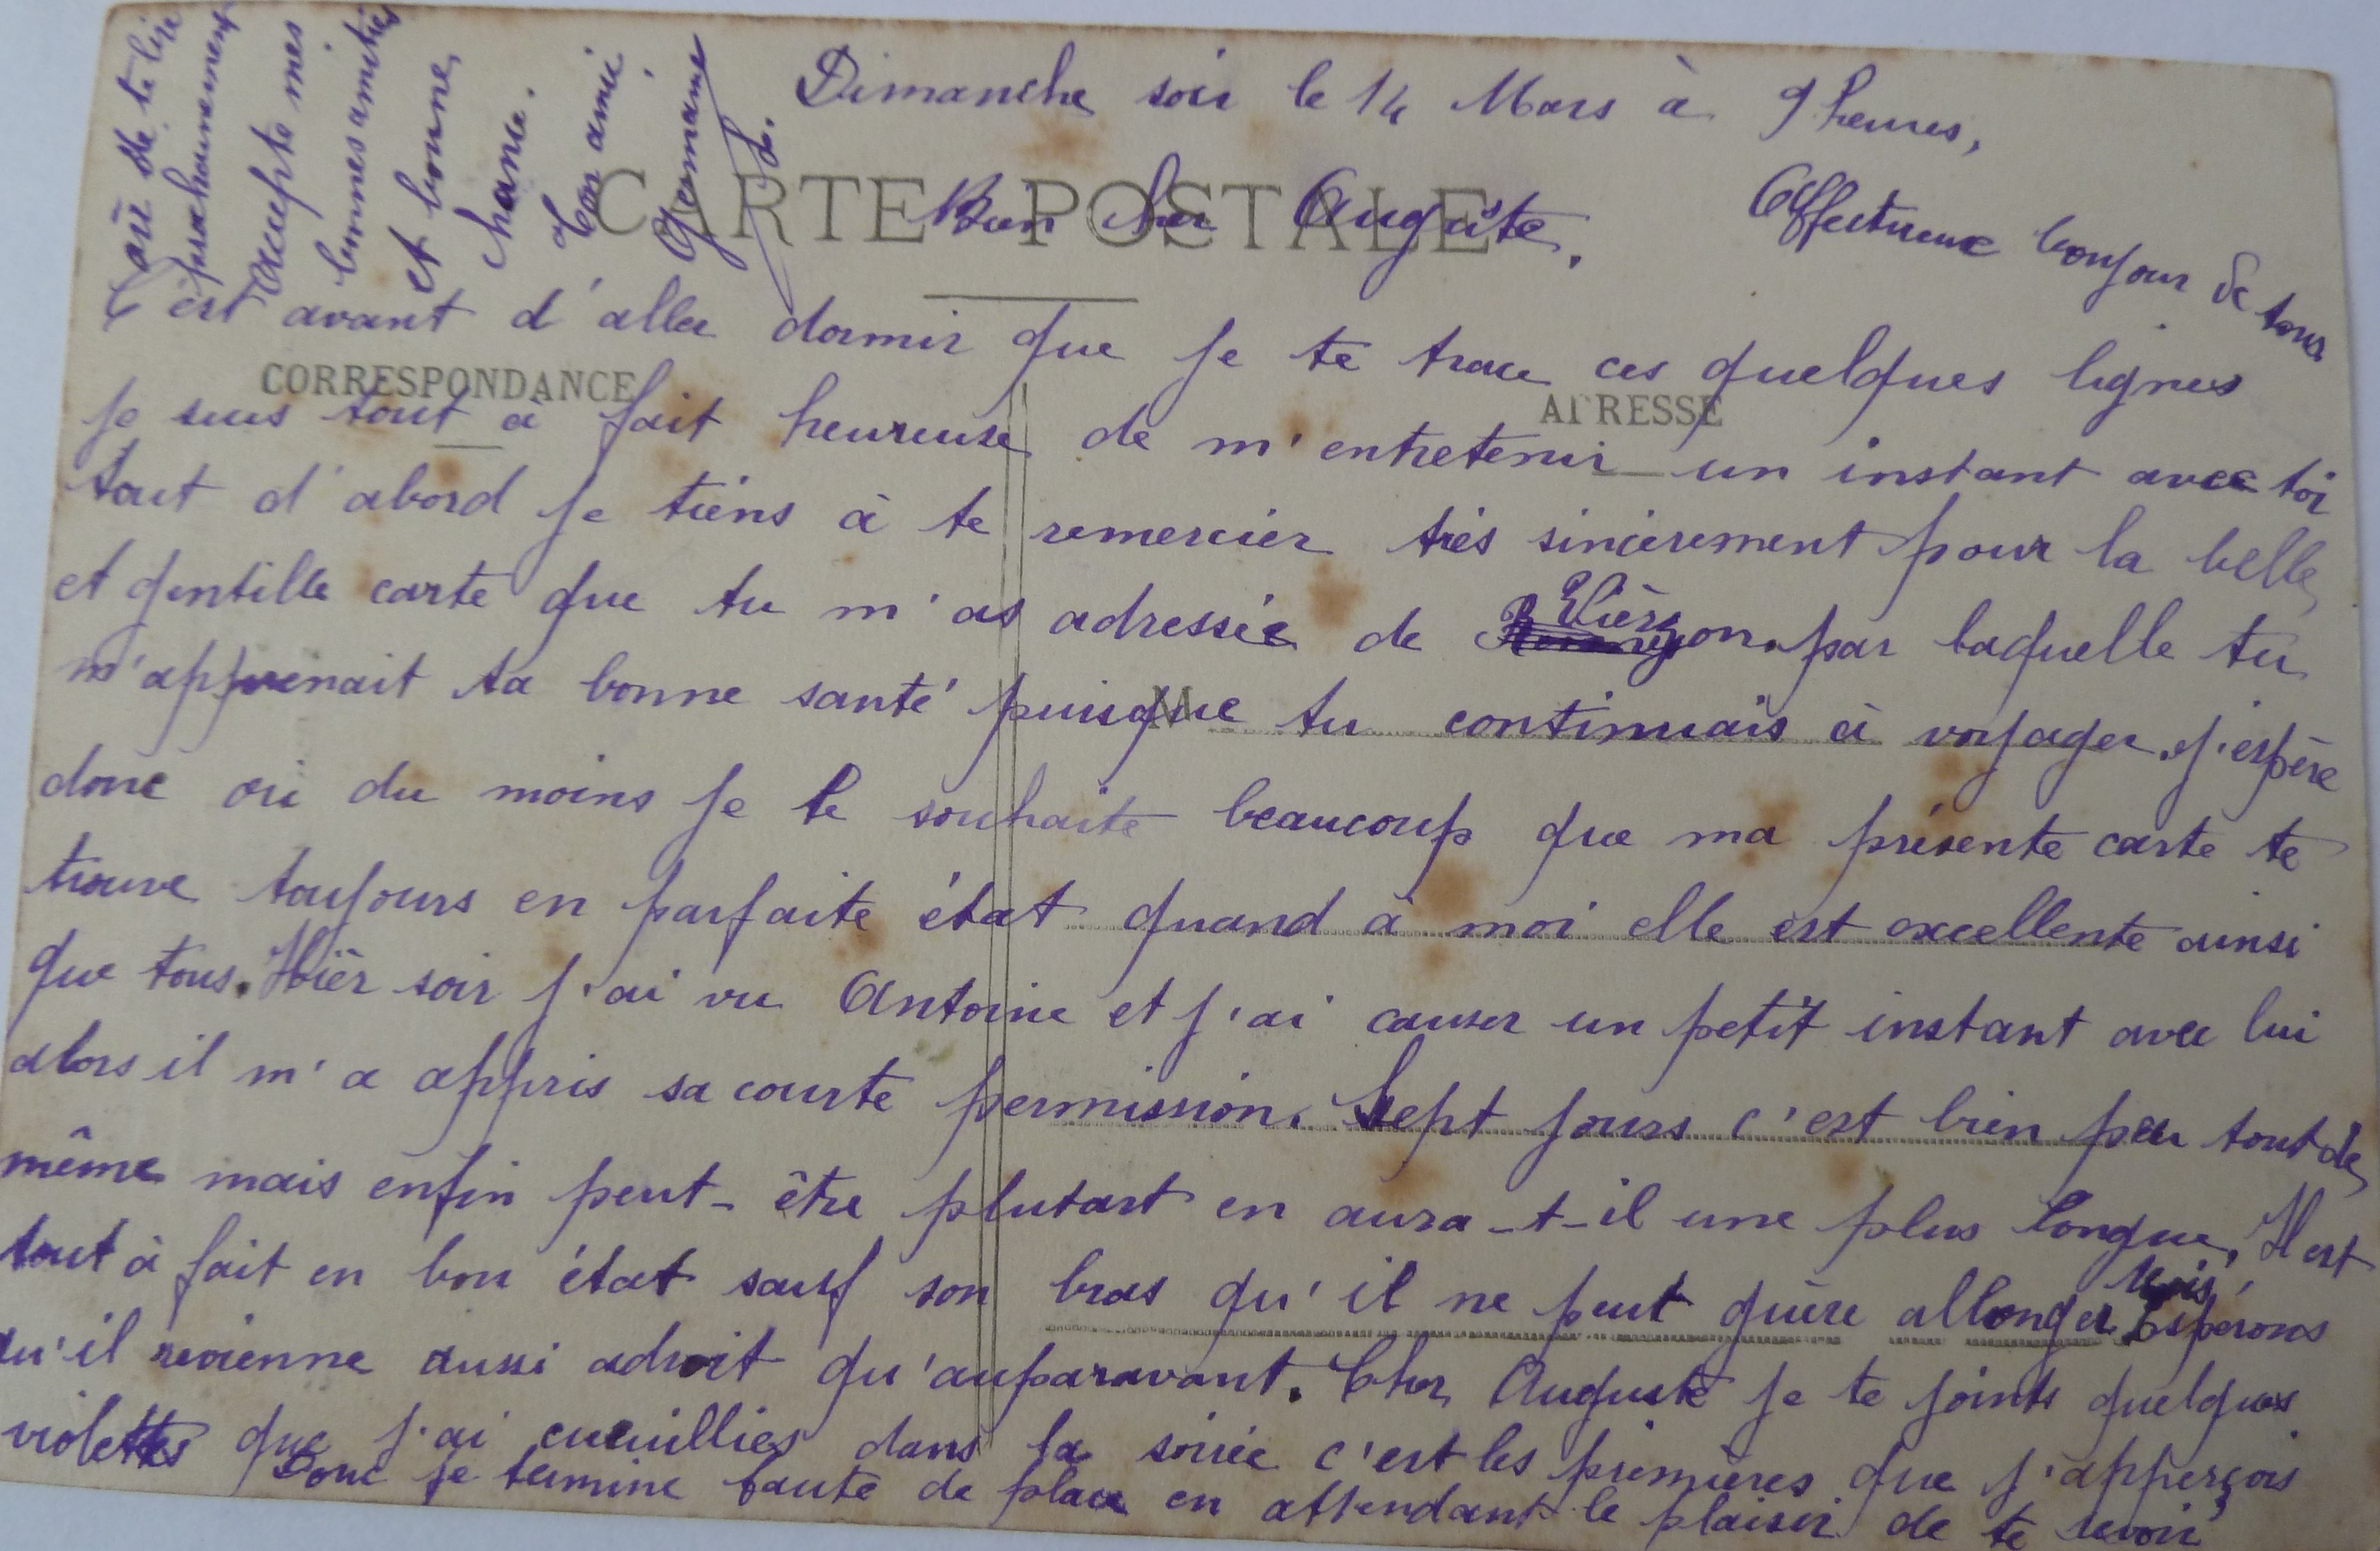 Dimanche soir le 14 Mars à 9 heures,
CARTE POSTALE
Bien cher Auguste,
Affectueux bonjour de tous
C'est avant d'aller dormir que je te trace ces quelques lignes
CORRESPONDANCE
ADRESSE
je suis tout à fait heureuse de m'entretenir un instant avec toi
tout d'abord je tiens à te remercier très sincèrement pour la belle
et gentille carte que tu m'as adressée de Vièrzon. par laquelle tu
m'apprenait ta bonne santé puisque tu continuais à voyager. j'espère
M
donc ou du moins je le souhaite beaucoup que ma présente carte te
trouve toujours en parfaite état quand à moi elle est excellente ainsi
que tous. Hièr soir j'ai vu Antoine et j'ai causer un petit instant avec lui
alors il m'a appris sa courte permission. Sept jours c'est bien peu tout de
même mais enfin peut-être plutart en aura-t-il une plus longue. Il est
tout à fait en bon état sauf son bras qu'il ne peut guère allonger mais, Espérons
qu'il revienne aussi adroit qu'auparavant. Cher Auguste je te joints quelques
violettes que j'ai cueuillies dans la soirée c'est les premières que j'apperçois
Donc je termine faute de place en attendant le plaisir de te revoir
ou de te lire
prochainement
accepte mes
bonnes amitiés
et bonne
chance.
Ton amie
Germaine